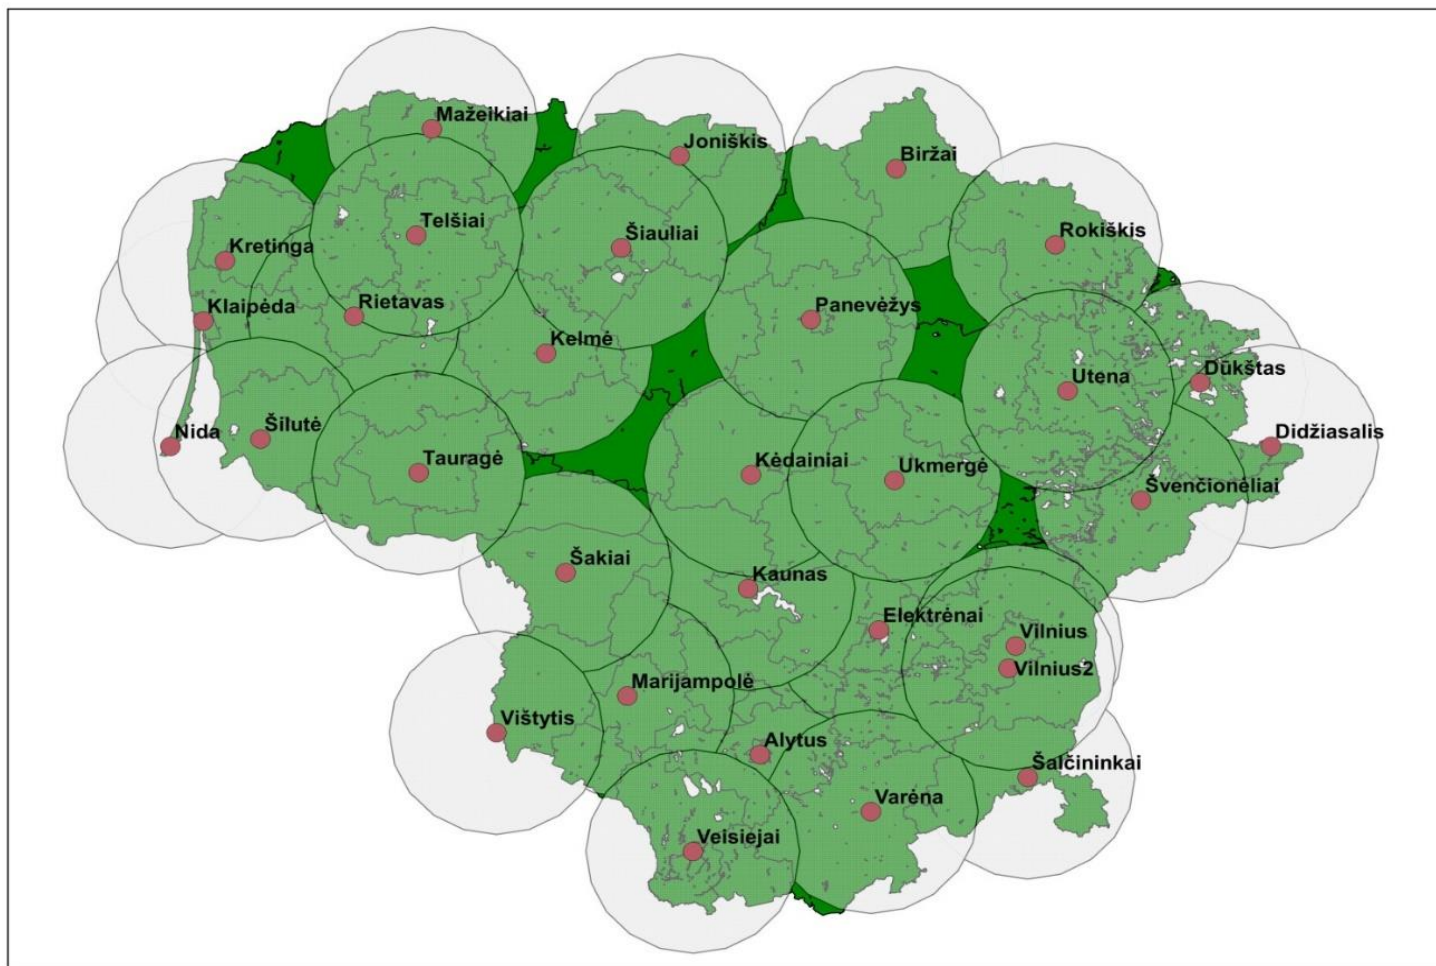 Mažeikiai
Joniškis
Biržai
Telšiai
Šiauliai
Rokiškis
Kretinga
Klaipėda
Rietavas
Panevėžys
Kelmė
Utena
Dūkštas
Nida
Šilutė
Didžiasalis
Tauragė
Kėdainiai
Ukmergė
Švenčionėliai
Šakiai
Kaunas
Elektrėnai
Vilnius
Vilnius2
Marijampolė
Vištytis
Alytus
Šalčininkai
Varėna
Veisiejai